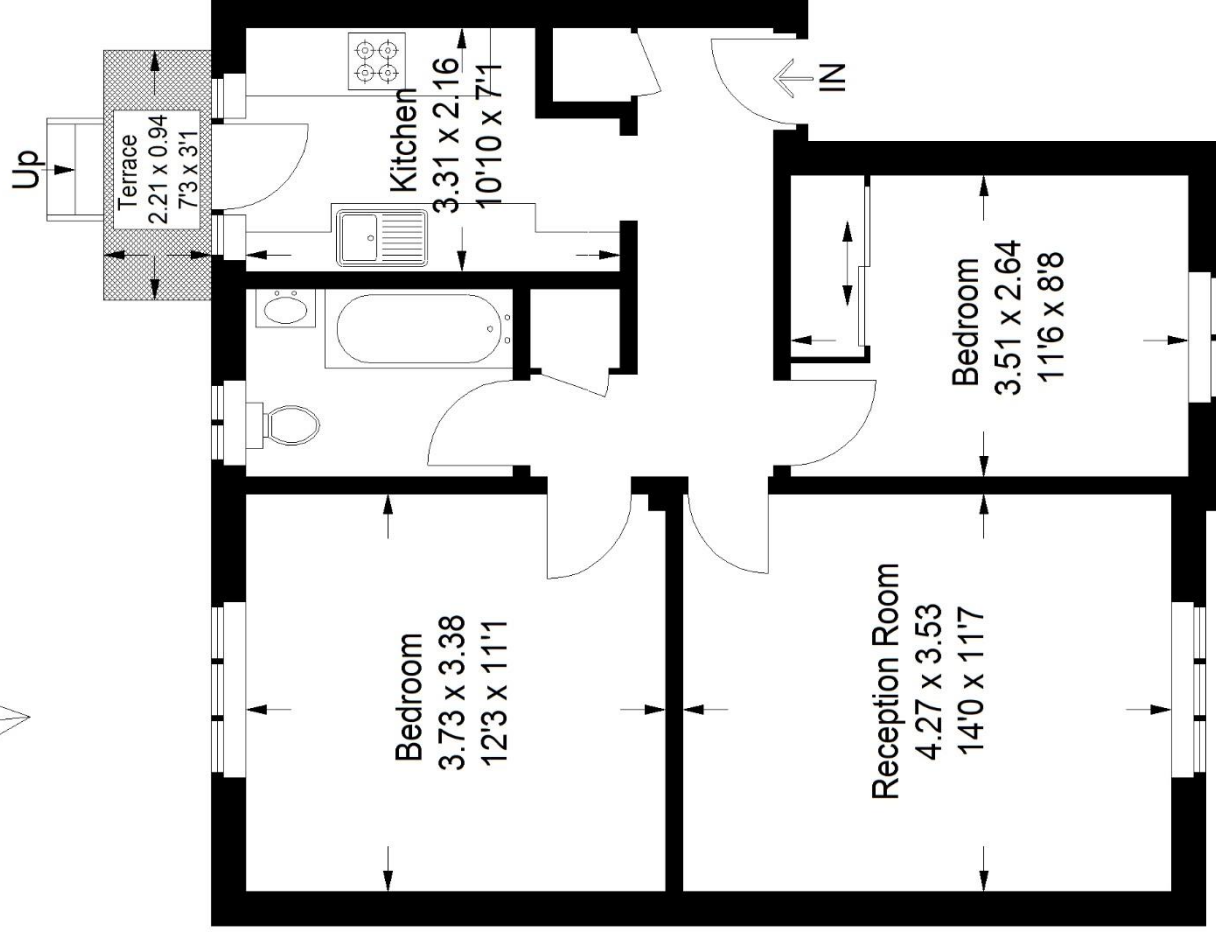 Up
Terrace
2.21 x 0.94
7'3 x 3'1
Kitchen
3.31 x 2.16
10'10 x 7'1
IN
Bedroom
3.51 x 2.64
11'6 x 8'8
Bedroom
3.73 x 3.38
12'3 x 11'1
Reception Room
4.27 x 3.53
14'0 x 11'7